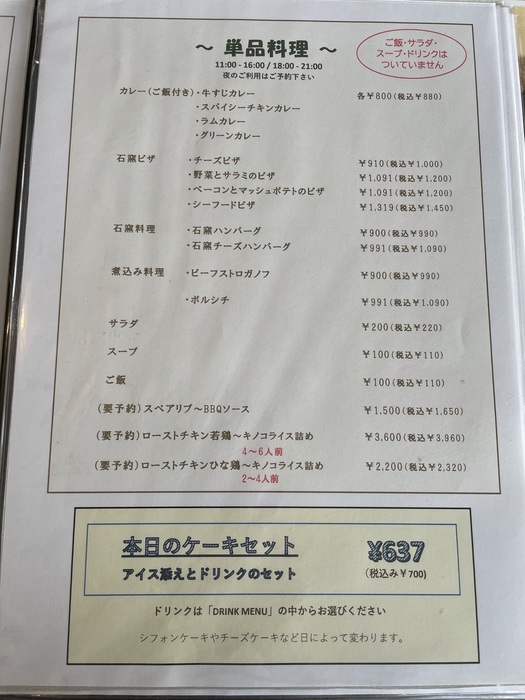 ～ 単品料理 ～
11:00 - 16:00 / 18:00 - 21:00
夜のご利用はご予約下さい
ご飯・サラダ・
スープ・ドリンクは
ついていません
カレー(ご飯付き)・牛すじカレー 各￥800(税込￥880)
・スパイシーチキンカレー
・ラムカレー
・グリーンカレー
石窯ピザ ・チーズピザ ￥910(税込￥1,000)
・野菜とサラミのピザ ￥1,091(税込￥1,200)
・ベーコンとマッシュポテトのピザ ￥1,091(税込￥1,200)
・シーフードピザ ￥1,319(税込￥1,450)
石窯料理 ・石窯ハンバーグ ￥900(税込￥990)
・石窯チーズハンバーグ ￥991(税込￥1,090)
煮込み料理 ・ビーフストロガノフ ￥900(税込￥990)
・ボルシチ ￥991(税込￥1,090)
サラダ ￥200(税込￥220)
スープ ￥100(税込￥110)
ご飯 ￥100(税込￥110)
(要予約)スペアリブ～BBQソース ￥1,500(税込￥1,650)
(要予約)ローストチキン若鶏～キノコライス詰め ￥3,600(税込￥3,960)
4～6人前
(要予約)ローストチキンひな鶏～キノコライス詰め ￥2,200(税込￥2,320)
2～4人前
本日のケーキセット ￥637
アイス添えとドリンクのセット (税込み￥700)
ドリンクは「DRINK MENU」の中からお選びください
シフォンケーキやチーズケーキなど日によって変わります。